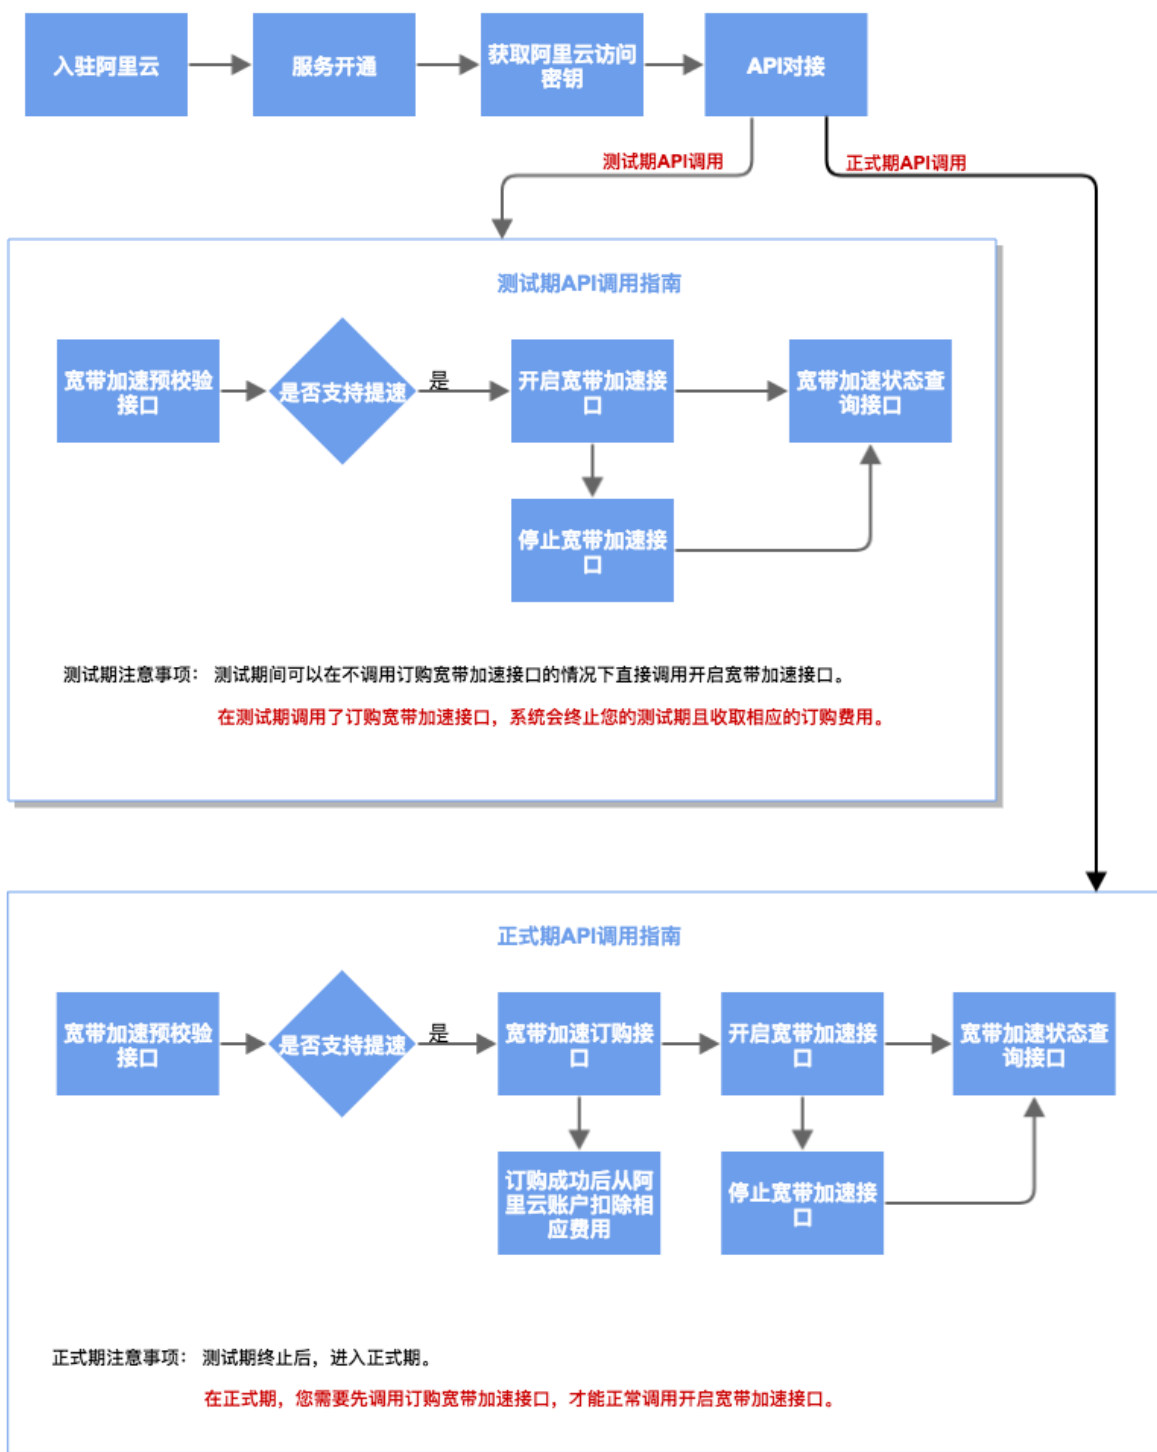 入驻阿里云
服务开通
获取阿里云访问
密钥
API对接
测试期API调用
正式期API调用
测试期API调用指南
宽带加速预校验
接口
是否支持提速
是
开启宽带加速接
口
宽带加速状态查
询接口
停止宽带加速接
口
测试期注意事项： 测试期间可以在不调用订购宽带加速接口的情况下直接调用开启宽带加速接口。
在测试期调用了订购宽带加速接口，系统会终止您的测试期且收取相应的订购费用。
正式期API调用指南
宽带加速预校验
接口
是否支持提速
是
宽带加速订购接
口
开启宽带加速接
口
宽带加速状态查
询接口
订购成功后从阿
里云账户扣除相
应费用
停止宽带加速接
口
正式期注意事项： 测试期终止后，进入正式期。
在正式期，您需要先调用订购宽带加速接口，才能正常调用开启宽带加速接口。